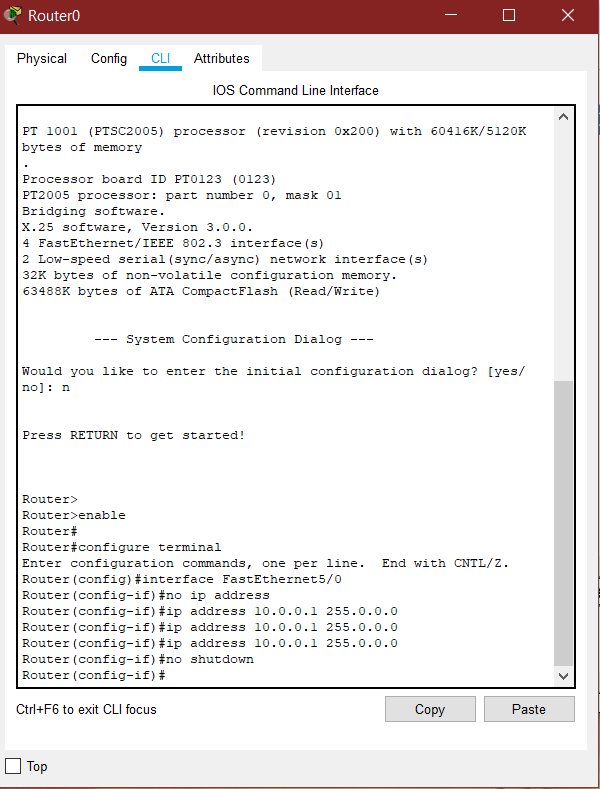 Router0
Physical Config CLI Attributes
IOS Command Line Interface
PT 1001 (PTSC2005) processor (revision 0x200) with 60416K/5120K
bytes of memory
.
Processor board ID PT0123 (0123)
PT2005 processor: part number 0, mask 01
Bridging software.
X.25 software, Version 3.0.0.
4 FastEthernet/IEEE 802.3 interface(s)
2 Low-speed serial(sync/async) network interface(s)
32K bytes of non-volatile configuration memory.
63488K bytes of ATA CompactFlash (Read/Write)
--- System Configuration Dialog ---
Would you like to enter the initial configuration dialog? [yes/
no]: n
Press RETURN to get started!
Router>
Router>enable
Router#
Router#configure terminal
Enter configuration commands, one per line.  End with CNTL/Z.
Router(config)#interface FastEthernet5/0
Router(config-if)#no ip address
Router(config-if)#ip address 10.0.0.1 255.0.0.0
Router(config-if)#ip address 10.0.0.1 255.0.0.0
Router(config-if)#ip address 10.0.0.1 255.0.0.0
Router(config-if)#no shutdown
Router(config-if)#
Ctrl+F6 to exit CLI focus Copy Paste
Top